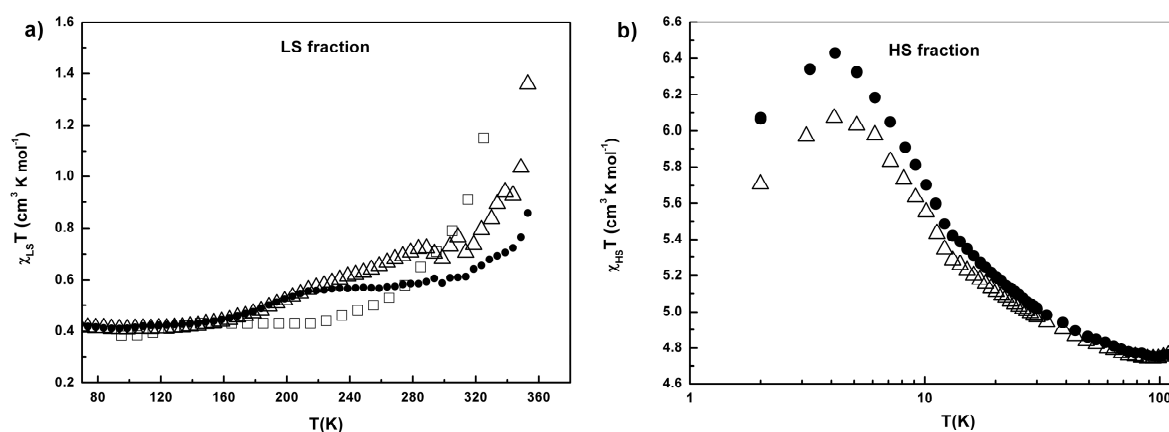 a)
LS fraction
χLST (cm³ K mol⁻¹)
1.6
1.4
1.2
1.0
0.8
0.6
0.4
0.2
80 120 160 200 240 280 320 360
T(K)
b)
HS fraction
χHST (cm³ K mol⁻¹)
6.6
6.4
6.2
6.0
5.8
5.6
5.4
5.2
5.0
4.8
4.6
1 10 100
T(K)